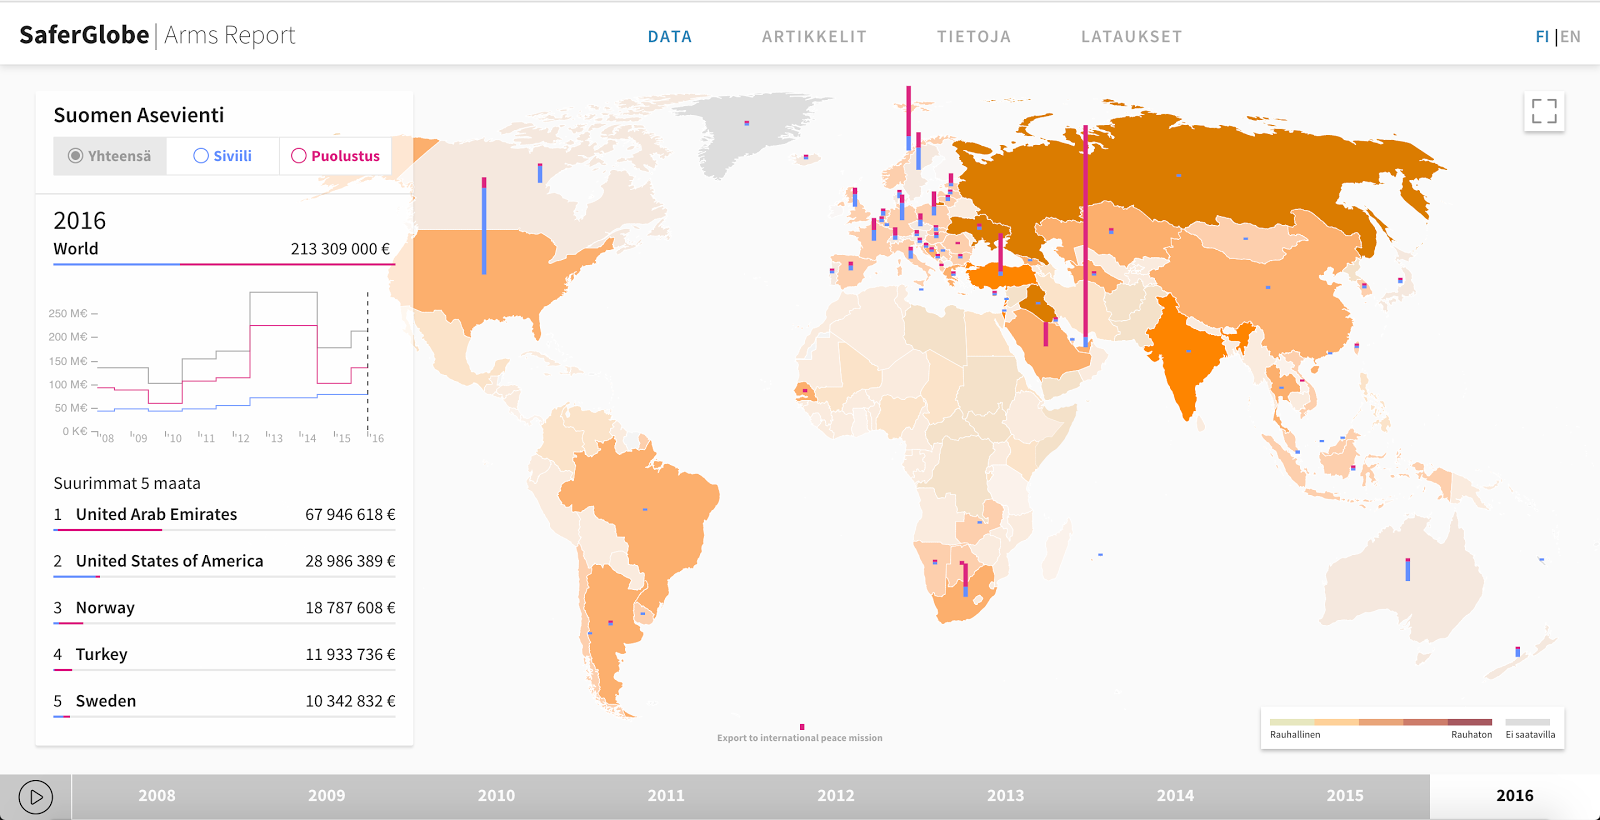 SaferGlobe | Arms Report
DATA
ARTIKKELIT
TIETOJA
LATAUKSET
FI | EN
Suomen Asevienti
Yhteensä
Siviili
Puolustus
2016
World
213 309 000 €
250 M€
200 M€
150 M€
100 M€
50 M€
0 K€
'08
'09
'10
'11
'12
'13
'14
'15
'16
Suurimmat 5 maata
1 United Arab Emirates 67 946 618 €
2 United States of America 28 986 389 €
3 Norway 18 787 608 €
4 Turkey 11 933 736 €
5 Sweden 10 342 832 €
Export to international peace mission
Rauhallinen
Rauhaton
Ei saatavilla
2008
2009
2010
2011
2012
2013
2014
2015
2016